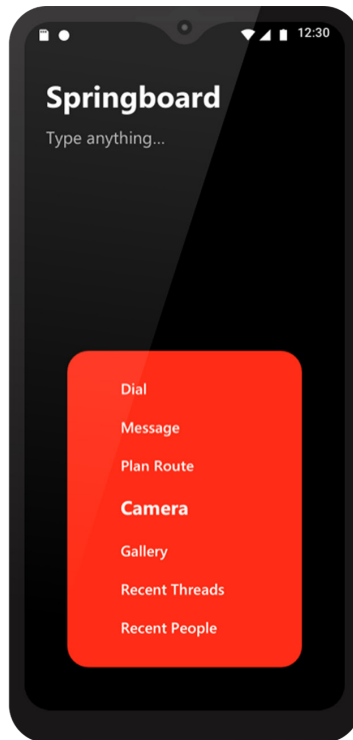 12:30
Springboard
Type anything...
Dial
Message
Plan Route
Camera
Gallery
Recent Threads
Recent People